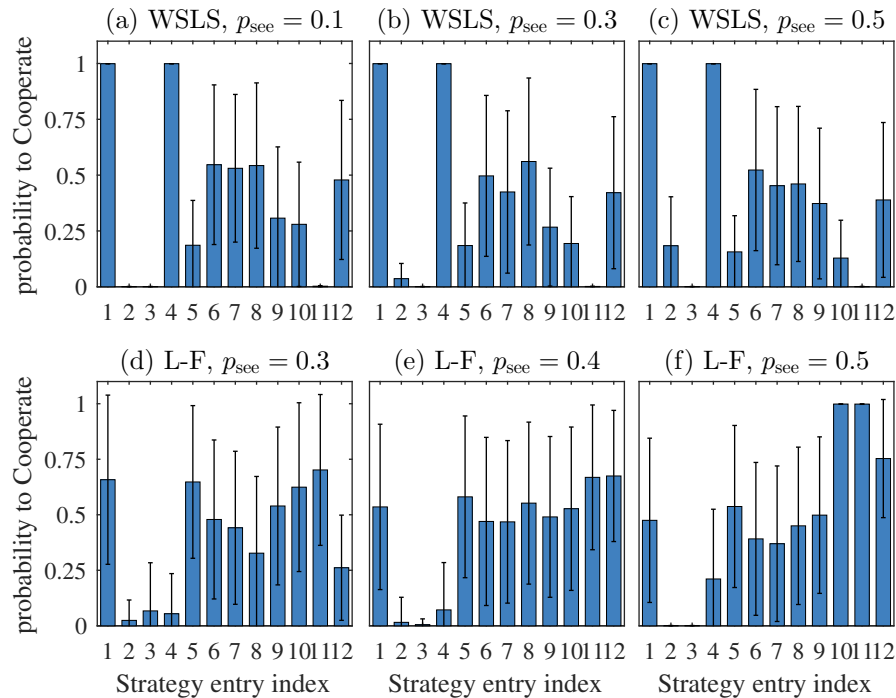 (a) WSLS, p_see = 0.1
(b) WSLS, p_see = 0.3
(c) WSLS, p_see = 0.5
probability to Cooperate
1
0.75
0.5
0.25
0
1 2 3 4 5 6 7 8 9 10 11 12
1 2 3 4 5 6 7 8 9 10 11 12
1 2 3 4 5 6 7 8 9 10 11 12
(d) L-F, p_see = 0.3
(e) L-F, p_see = 0.4
(f) L-F, p_see = 0.5
probability to Cooperate
1
0.75
0.5
0.25
0
1 2 3 4 5 6 7 8 9 10 11 12
1 2 3 4 5 6 7 8 9 10 11 12
1 2 3 4 5 6 7 8 9 10 11 12
Strategy entry index
Strategy entry index
Strategy entry index